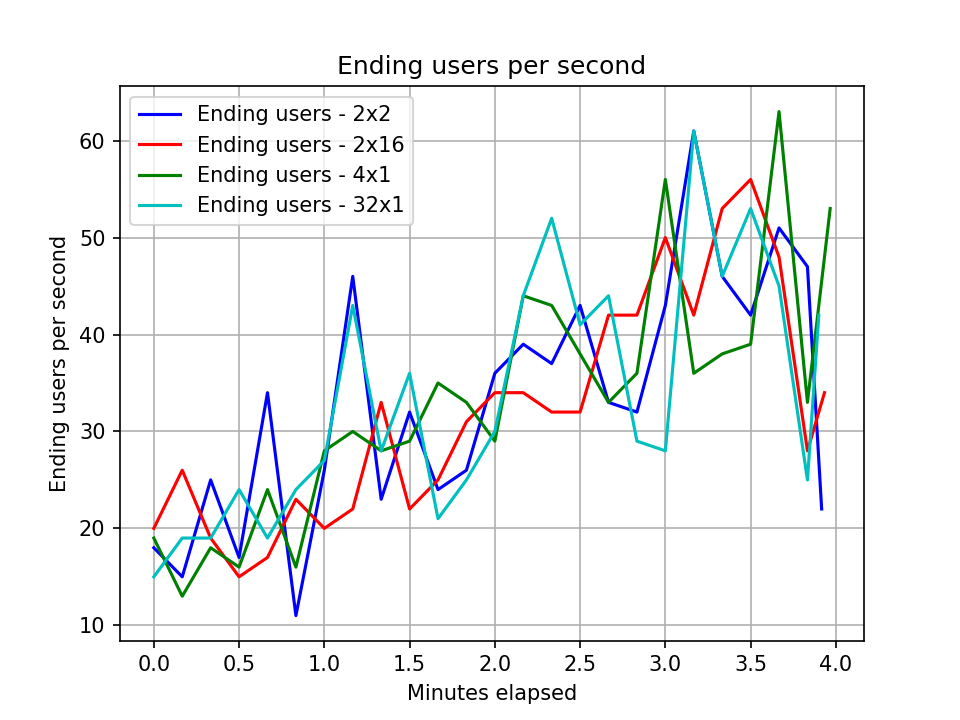 Ending users per second
Ending users - 2x2
Ending users - 2x16
Ending users - 4x1
Ending users - 32x1
Ending users per second
60
50
40
30
20
10
0.0 0.5 1.0 1.5 2.0 2.5 3.0 3.5 4.0
Minutes elapsed